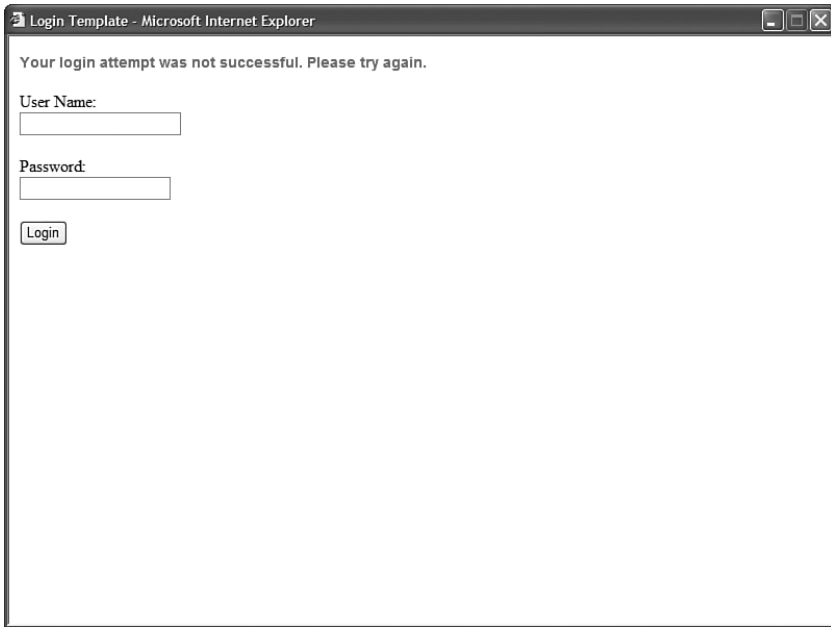 Login Template - Microsoft Internet Explorer
Your login attempt was not successful. Please try again.
User Name:
Password:
Login